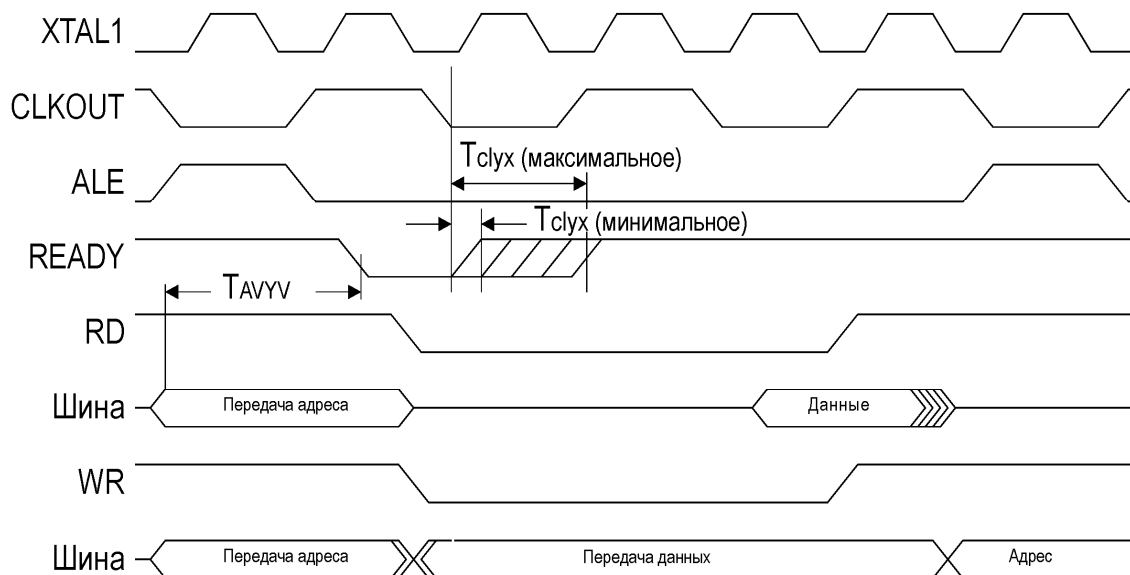 XTAL1
CLKOUT
Tclyx (максимальное)
ALE
Tclyx (минимальное)
READY
TAVYV
RD
Шина Передача адреса Данные
WR
Шина Передача адреса Передача данных Адрес